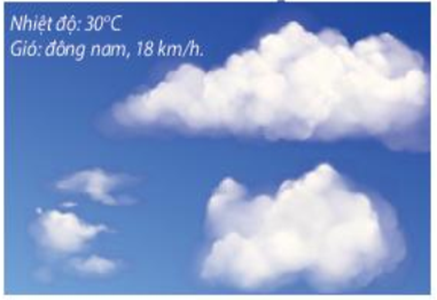 Nhiệt độ: 30°C
Gió: đông nam, 18 km/h.